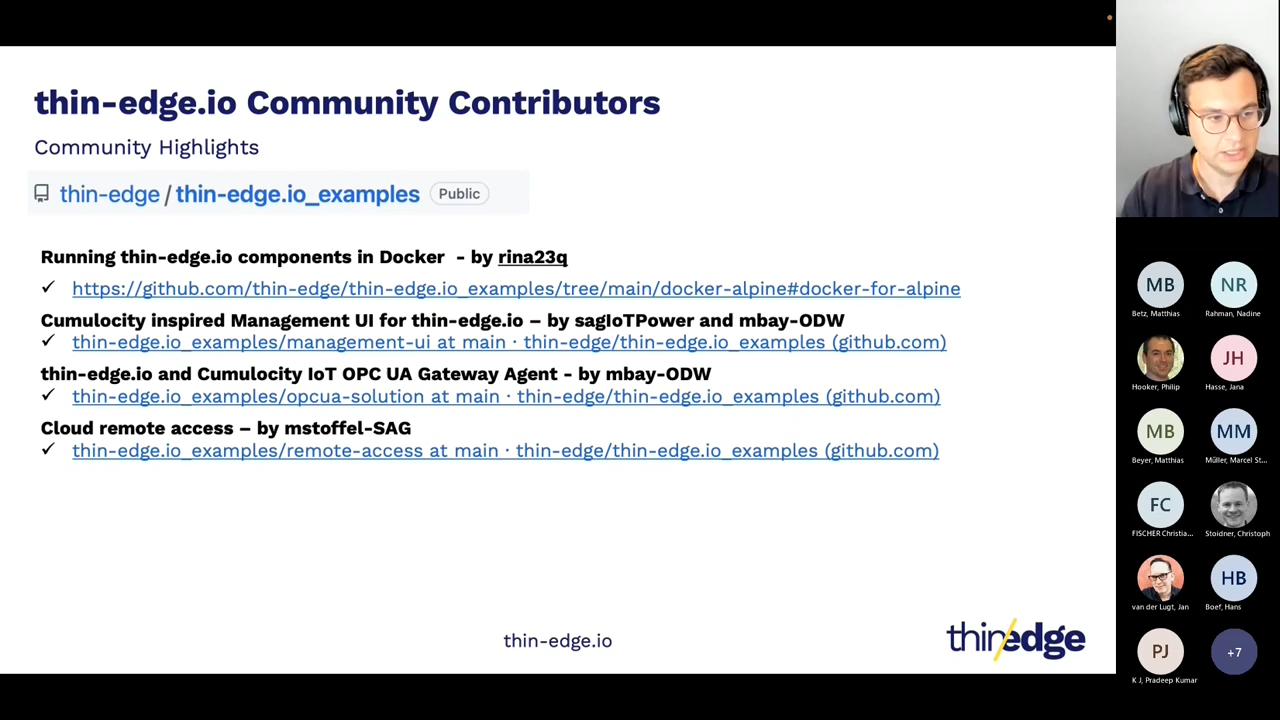 thin-edge.io Community Contributors
Community Highlights
thin-edge / thin-edge.io_examples Public
Running thin-edge.io components in Docker - by rina23q
✓ https://github.com/thin-edge/thin-edge.io_examples/tree/main/docker-alpine#docker-for-alpine
Cumulocity inspired Management UI for thin-edge.io – by sagIoTPower and mbay-ODW
✓ thin-edge.io_examples/management-ui at main · thin-edge/thin-edge.io_examples (github.com)
thin-edge.io and Cumulocity IoT OPC UA Gateway Agent - by mbay-ODW
✓ thin-edge.io_examples/opcua-solution at main · thin-edge/thin-edge.io_examples (github.com)
Cloud remote access – by mstoffel-SAG
✓ thin-edge.io_examples/remote-access at main · thin-edge/thin-edge.io_examples (github.com)
thin-edge.io
thin/edge
MB NR
Betz, Matthias Rahman, Nadine
JH
Hooker, Philip Hasse, Jana
MB MM
Beyer, Matthias Müller, Marcel St...
FC
FISCHER Christia... Stoidner, Christoph
HB
van der Lugt, Jan Boef, Hans
PJ +7
K J, Pradeep Kumar